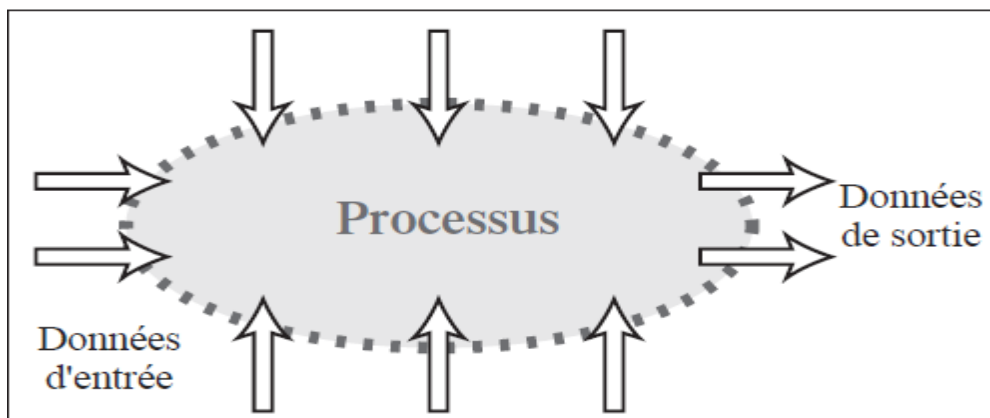 Processus
Données
de sortie
Données
d'entrée